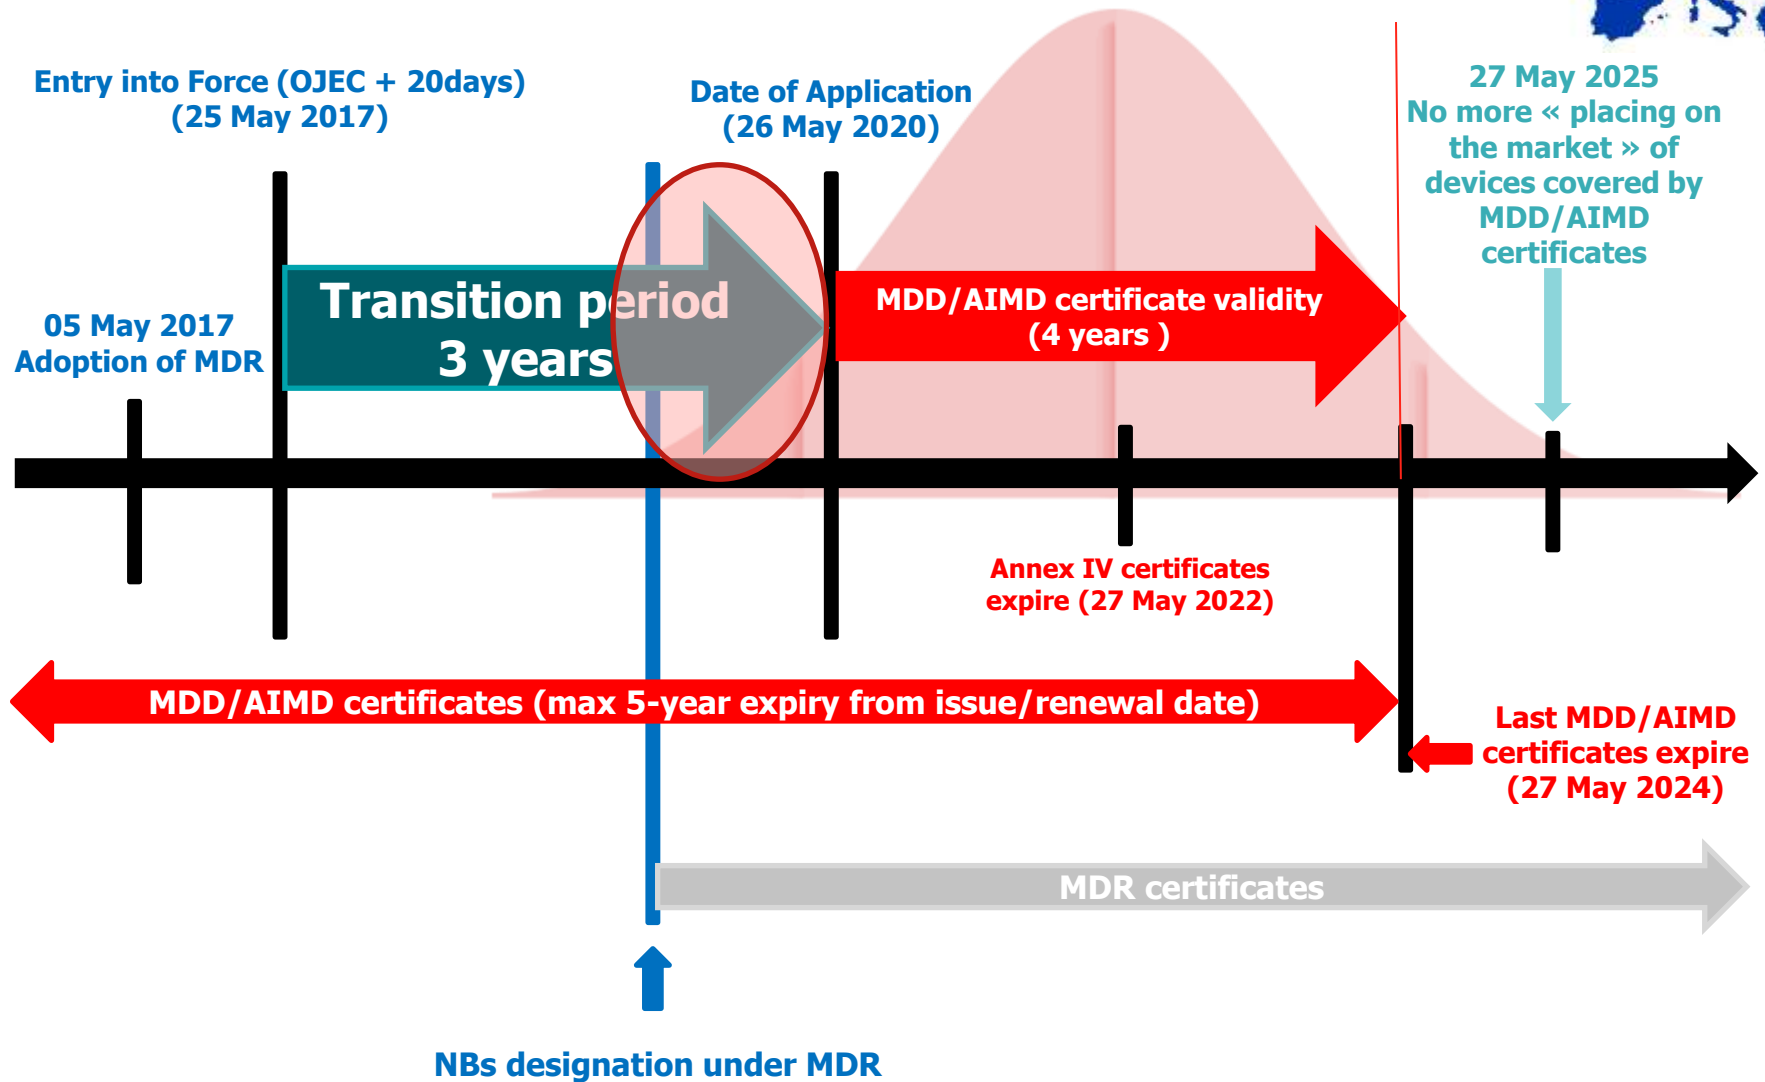 Entry into Force (OJEC + 20days)
(25 May 2017)
Date of Application
(26 May 2020)
27 May 2025
No more « placing on
the market » of
devices covered by
MDD/AIMD
certificates
05 May 2017
Adoption of MDR
Transition period
3 years
MDD/AIMD certificate validity
(4 years )
Annex IV certificates
expire (27 May 2022)
MDD/AIMD certificates (max 5-year expiry from issue/renewal date)
Last MDD/AIMD
certificates expire
(27 May 2024)
MDR certificates
NBs designation under MDR